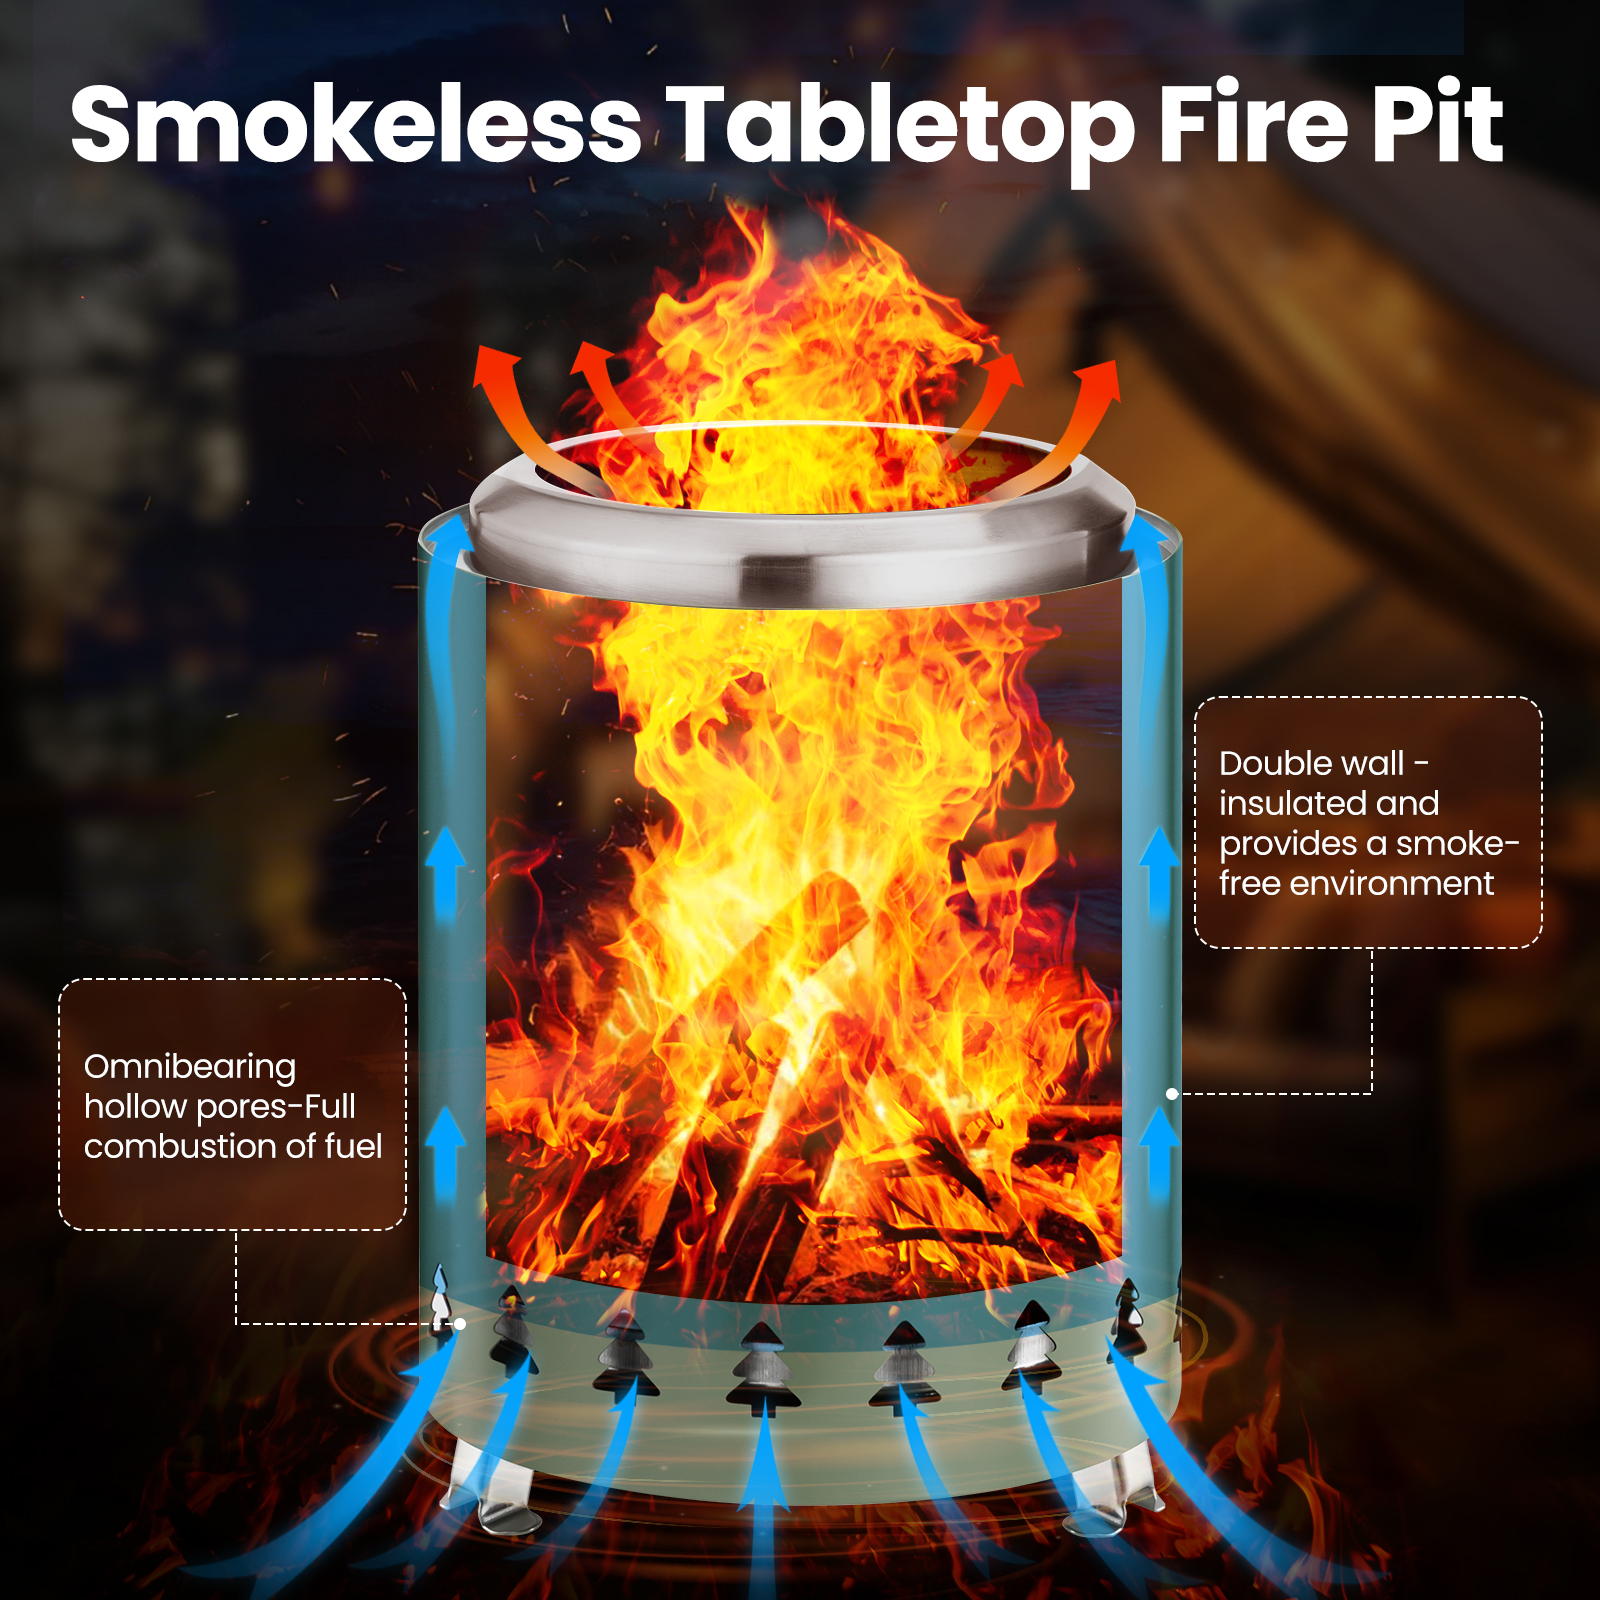 Smokeless Tabletop Fire Pit
Double wall -
insulated and
provides a smoke-
free environment
Omnibearing
hollow pores-Full
combustion of fuel